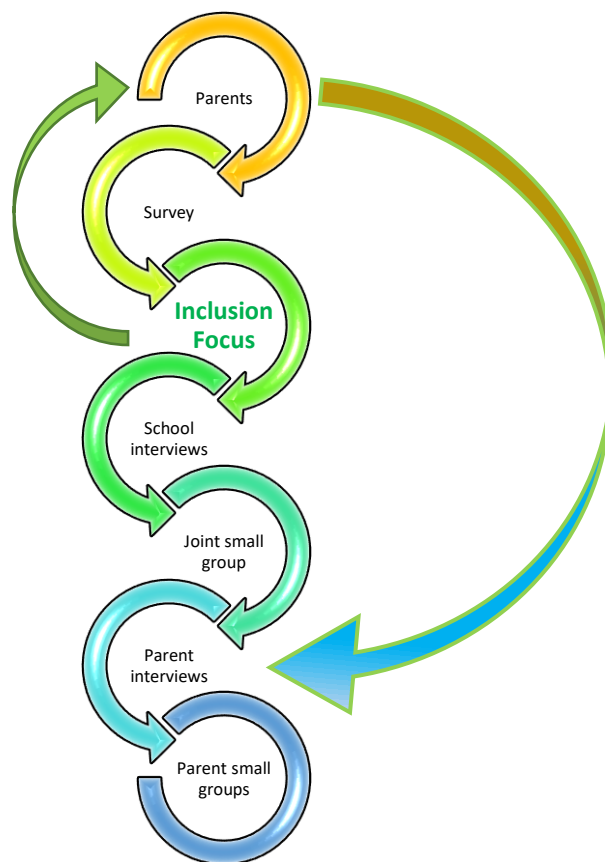 Parents
Survey
Inclusion
Focus
School
interviews
Joint small
group
Parent
interviews
Parent small
groups